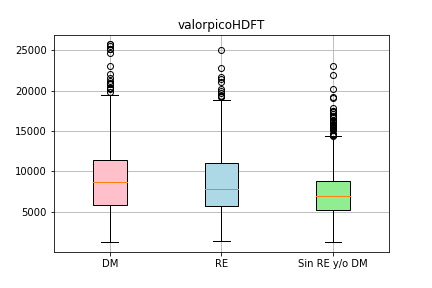 valorpicoHDFT
25000
20000
15000
10000
5000
DM
RE
Sin RE y/o DM